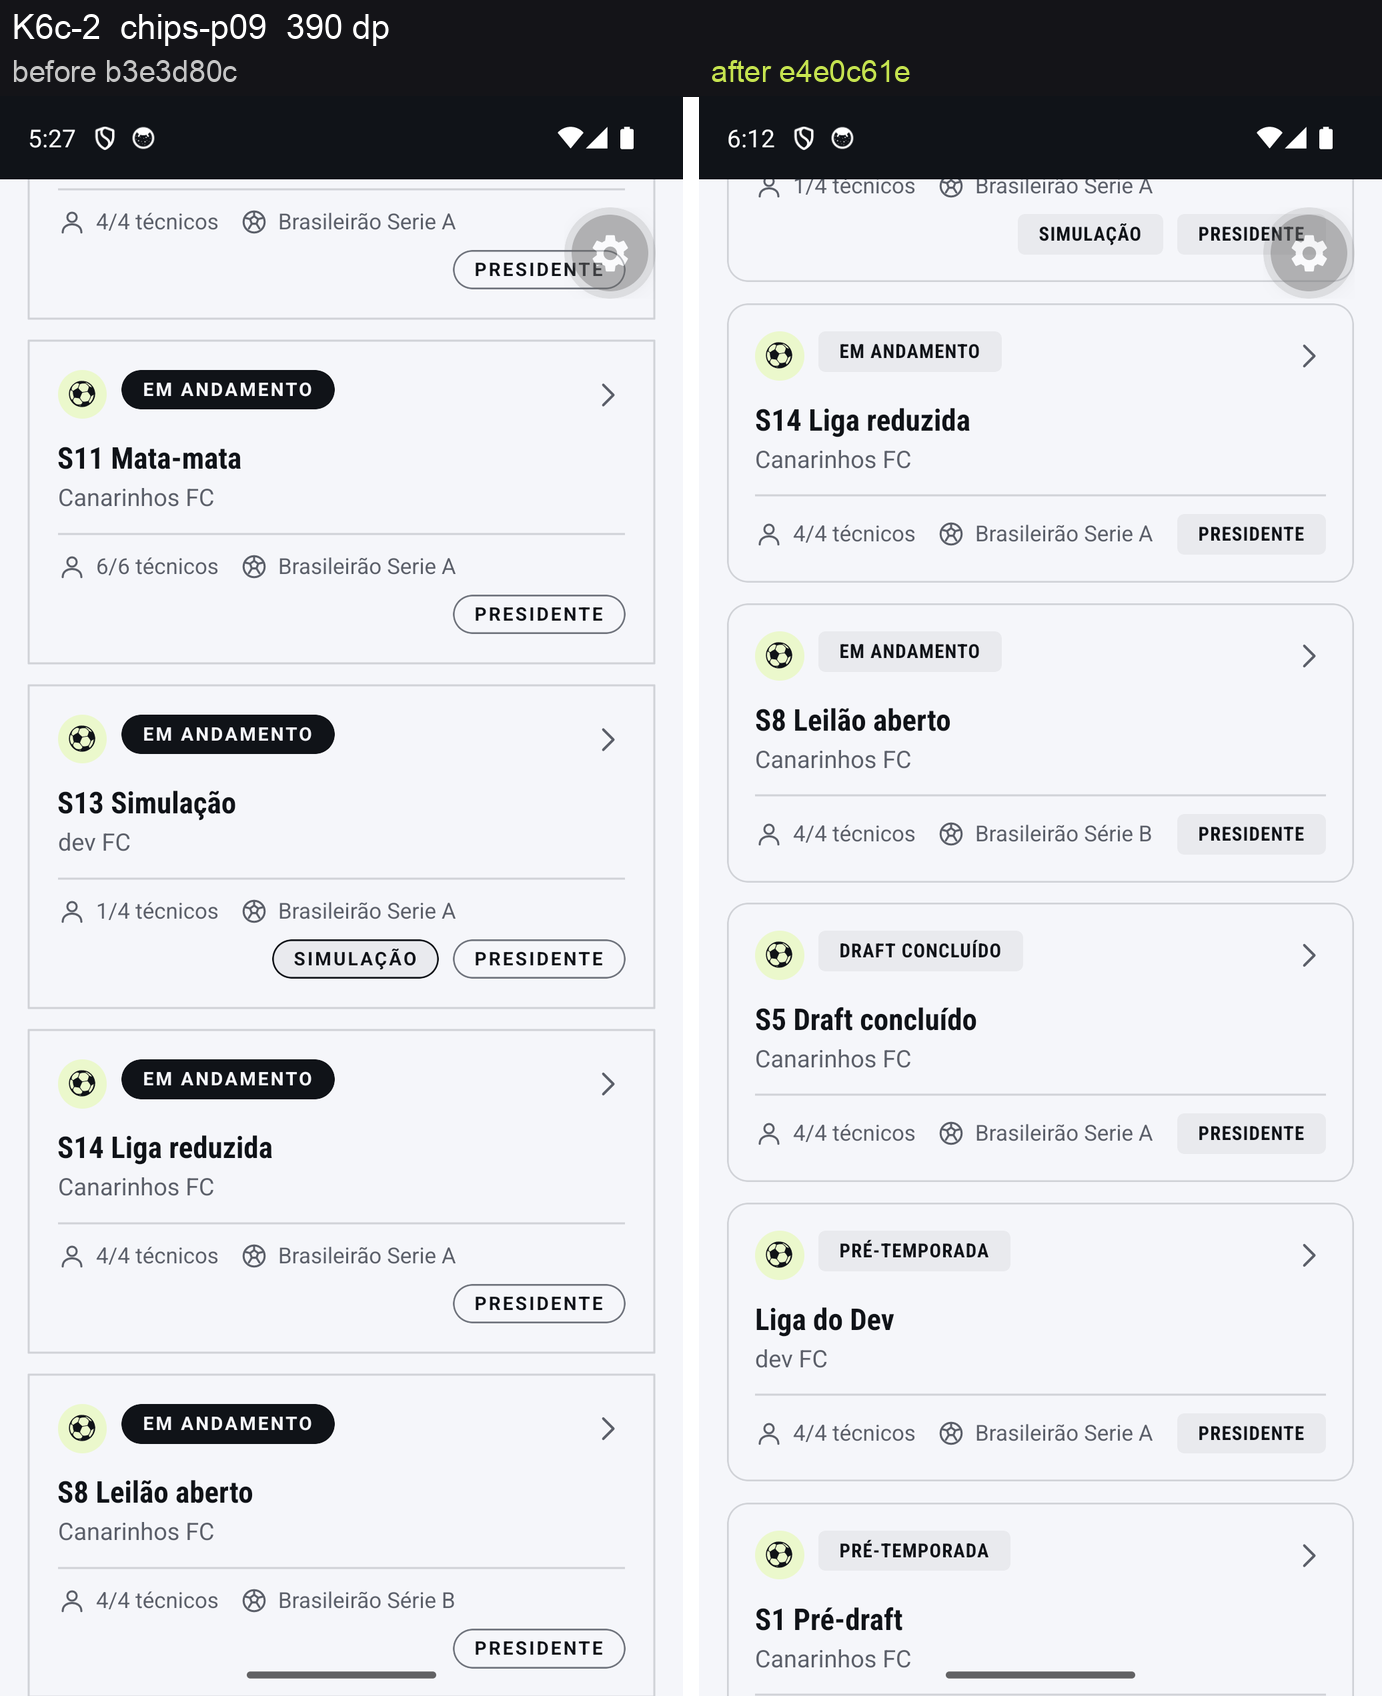 K6c-2 chips-p09 390 dp
before b3e3d80c
after e4e0c61e
5:27
4/4 técnicos Brasileirão Serie A
PRESIDENTE
EM ANDAMENTO
S11 Mata-mata
Canarinhos FC
6/6 técnicos Brasileirão Serie A
PRESIDENTE
EM ANDAMENTO
S13 Simulação
dev FC
1/4 técnicos Brasileirão Serie A
SIMULAÇÃO PRESIDENTE
EM ANDAMENTO
S14 Liga reduzida
Canarinhos FC
4/4 técnicos Brasileirão Serie A
PRESIDENTE
EM ANDAMENTO
S8 Leilão aberto
Canarinhos FC
4/4 técnicos Brasileirão Série B
PRESIDENTE
6:12
1/4 técnicos Brasileirão Serie A
SIMULAÇÃO PRESIDENTE
EM ANDAMENTO
S14 Liga reduzida
Canarinhos FC
4/4 técnicos Brasileirão Serie A PRESIDENTE
EM ANDAMENTO
S8 Leilão aberto
Canarinhos FC
4/4 técnicos Brasileirão Série B PRESIDENTE
DRAFT CONCLUÍDO
S5 Draft concluído
Canarinhos FC
4/4 técnicos Brasileirão Serie A PRESIDENTE
PRÉ-TEMPORADA
Liga do Dev
dev FC
4/4 técnicos Brasileirão Serie A PRESIDENTE
PRÉ-TEMPORADA
S1 Pré-draft
Canarinhos FC